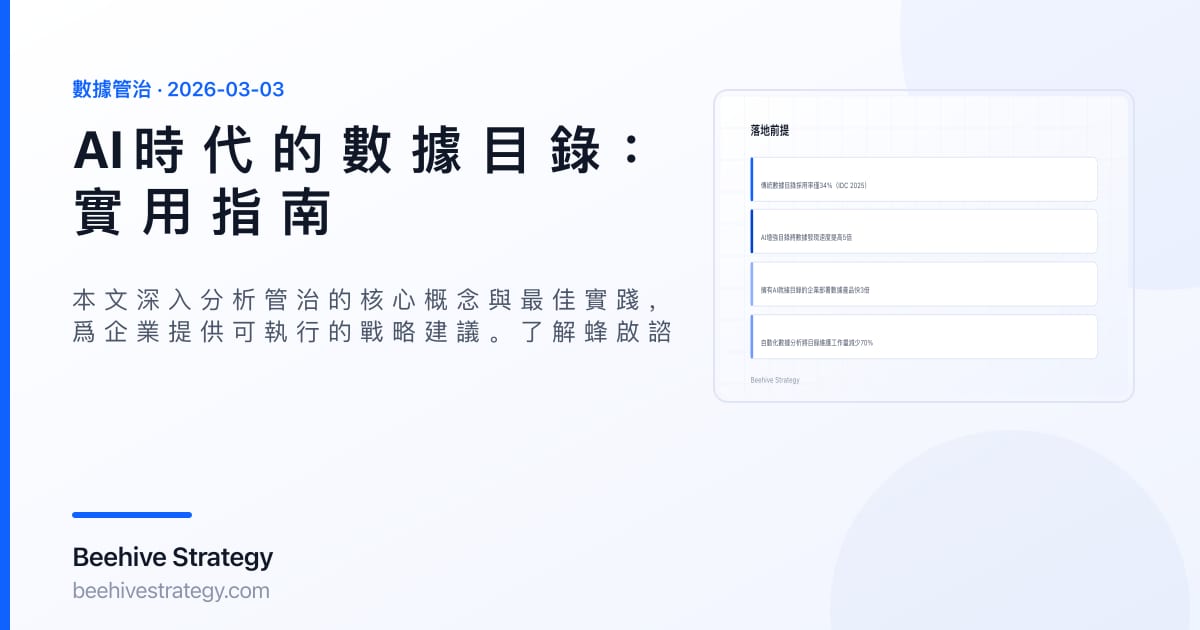 數據管治 · 2026-03-03
AI時代的數據目錄：
實用指南
本文深入分析管治的核心概念與最佳實踐，
爲企業提供可執行的戰略建議。了解蜂啟諮
Beehive Strategy
beehivestrategy.com
落地前提
傳統數據目錄採用率僅34%（IDC 2025）
AI增強目錄將數據發現速度提高5倍
擁有AI就緒目錄的企業部署數據產品快3倍
自動化數據分析將目錄維護工作量減少70%
Beehive Strategy